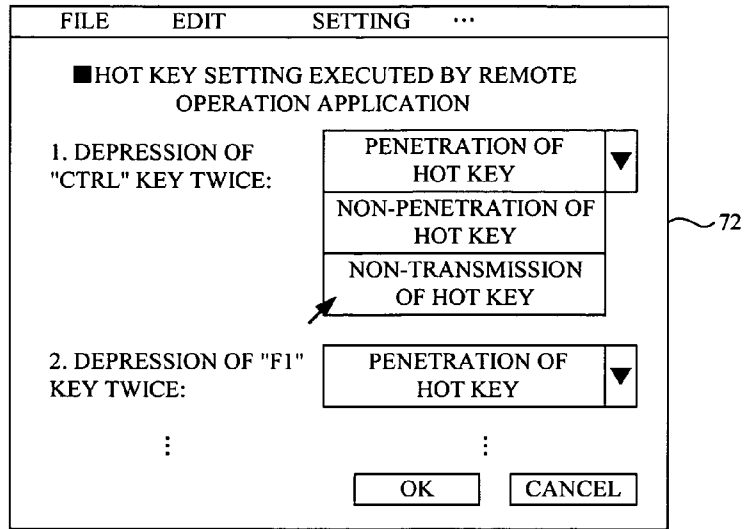 FILE EDIT SETTING ...
■HOT KEY SETTING EXECUTED BY REMOTE
OPERATION APPLICATION
1. DEPRESSION OF
"CTRL" KEY TWICE:
PENETRATION OF
HOT KEY
▼
NON-PENETRATION OF
HOT KEY
NON-TRANSMISSION
OF HOT KEY
72
2. DEPRESSION OF "F1"
KEY TWICE:
PENETRATION OF
HOT KEY
▼
⋮ ⋮
OK CANCEL